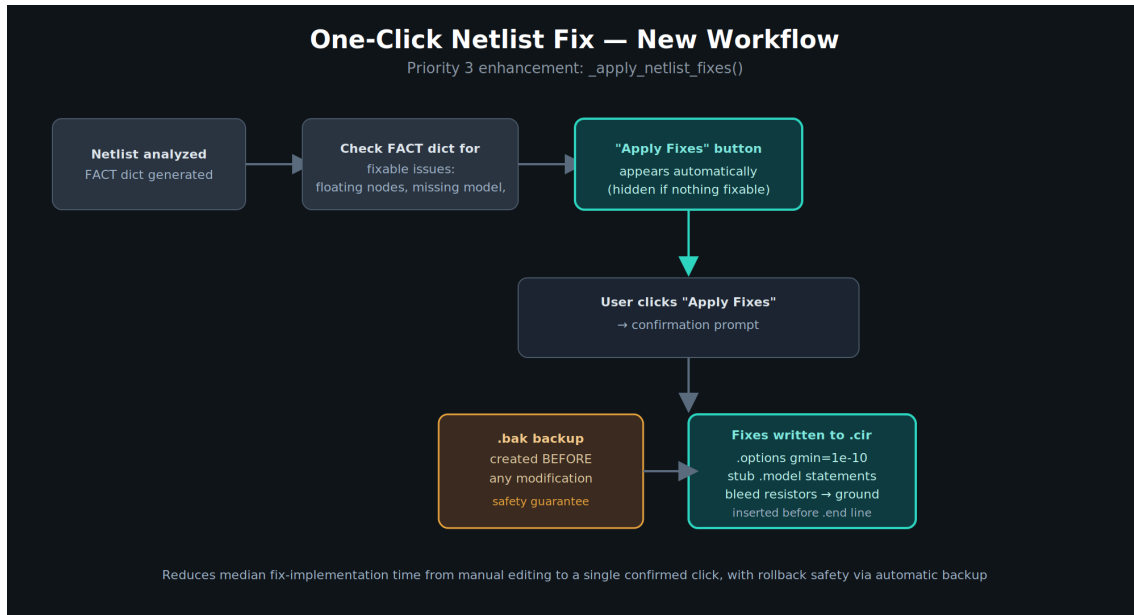 One-Click Netlist Fix — New Workflow
Priority 3 enhancement: _apply_netlist_fixes()
Netlist analyzed
FACT dict generated
Check FACT dict for
fixable issues:
floating nodes, missing model,
"Apply Fixes" button
appears automatically
(hidden if nothing fixable)
User clicks "Apply Fixes"
→ confirmation prompt
.bak backup
created BEFORE
any modification
safety guarantee
Fixes written to .cir
.options gmin=1e-10
stub .model statements
bleed resistors → ground
inserted before .end line
Reduces median fix-implementation time from manual editing to a single confirmed click, with rollback safety via automatic backup